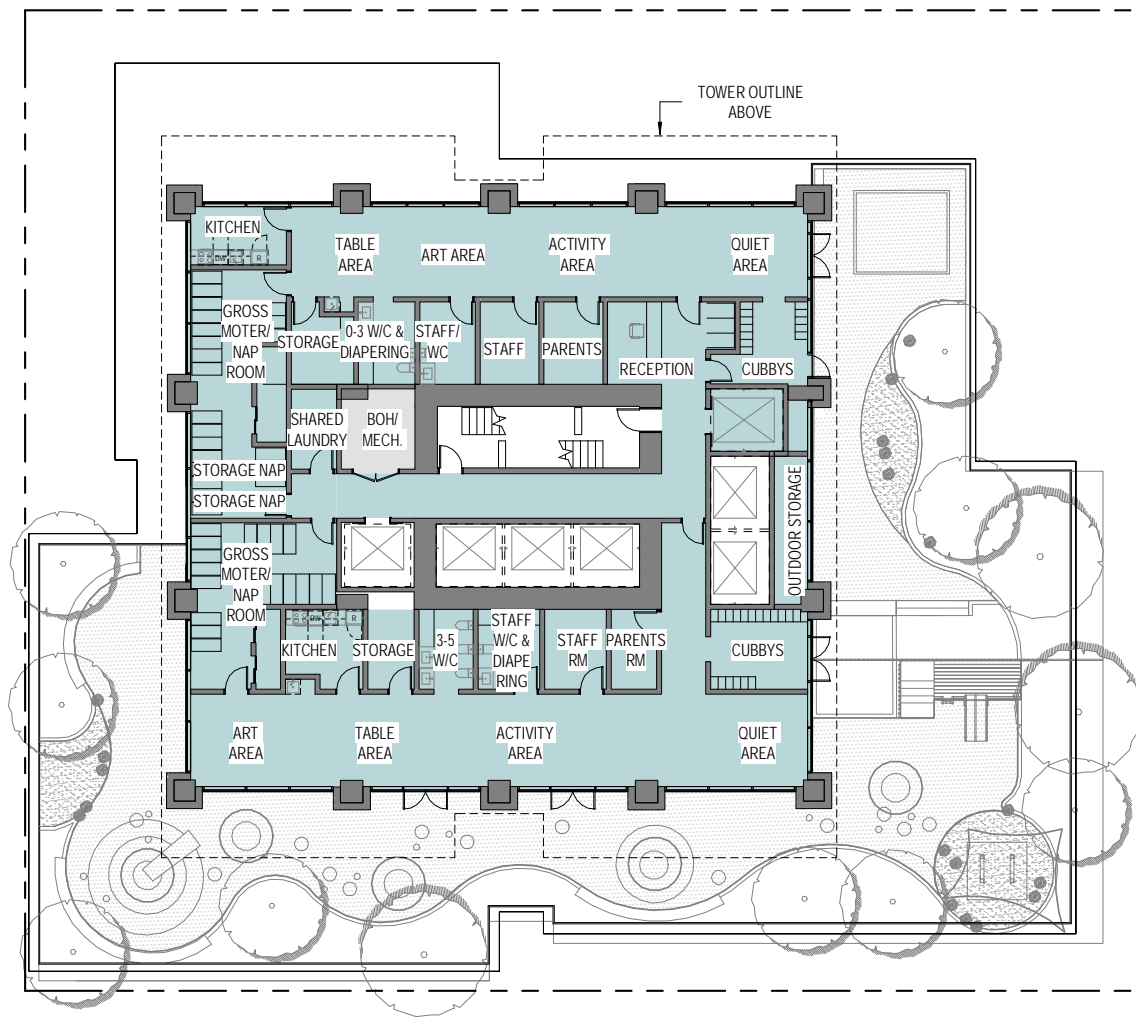 TOWER OUTLINE
ABOVE
KITCHEN
DW
R
TABLE
AREA
ART AREA
ACTIVITY
AREA
QUIET
AREA
GROSS
MOTER/
NAP
ROOM
STORAGE
0-3 W/C &
DIAPERING
STAFF/
WC
STAFF
PARENTS
RECEPTION
CUBBYS
SHARED
LAUNDRY
BOH/
MECH.
STORAGE NAP
STORAGE NAP
OUTDOOR STORAGE
GROSS
MOTER/
NAP
ROOM
DW
R
KITCHEN
STORAGE
3-5
W/C
STAFF
W/C &
DIAPE
RING
STAFF
RM
PARENTS
RM
CUBBYS
ART
AREA
TABLE
AREA
ACTIVITY
AREA
QUIET
AREA